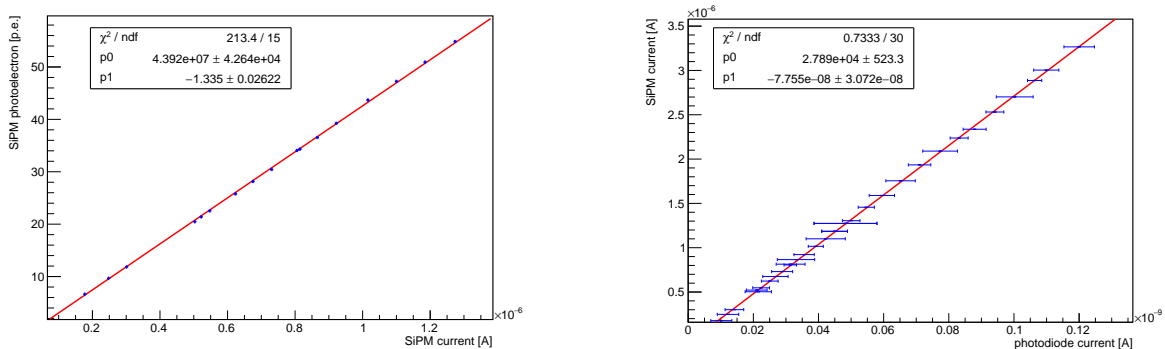 SiPM photoelectron [p.e.]
χ² / ndf 213.4 / 15
p0 4.392e+07 ± 4.264e+04
p1 −1.335 ± 0.02622
50
40
30
20
10
0.2 0.4 0.6 0.8 1 1.2
×10⁻⁶
SiPM current [A]
×10⁻⁶
SiPM current [A]
χ² / ndf 0.7333 / 30
p0 2.789e+04 ± 523.3
p1 −7.755e−08 ± 3.072e−08
3.5
3
2.5
2
1.5
1
0.5
0 0.02 0.04 0.06 0.08 0.1 0.12
×10⁻⁹
photodiode current [A]